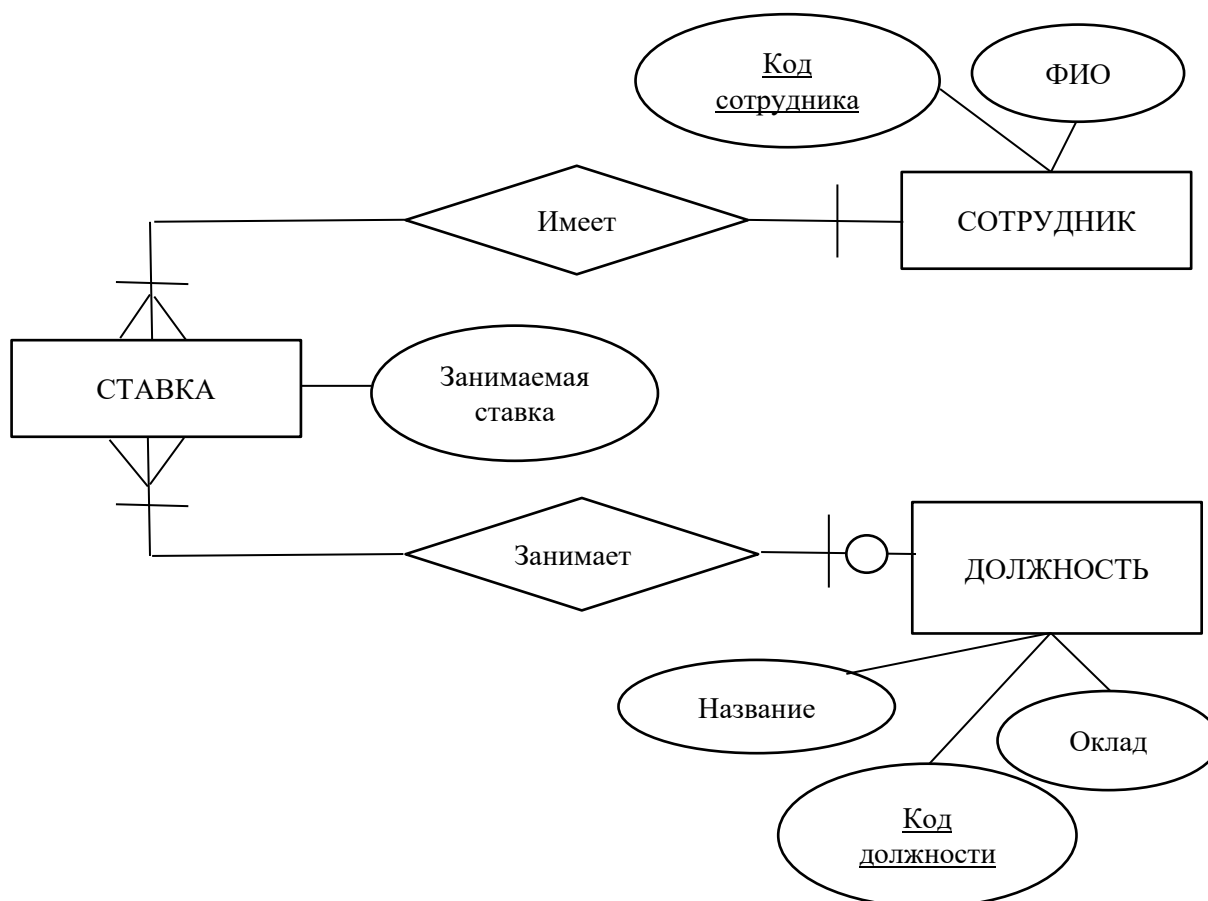 Код
сотрудника
ФИО
Имеет
СОТРУДНИК
СТАВКА
Занимаемая
ставка
Занимает
ДОЛЖНОСТЬ
Название
Оклад
Код
должности